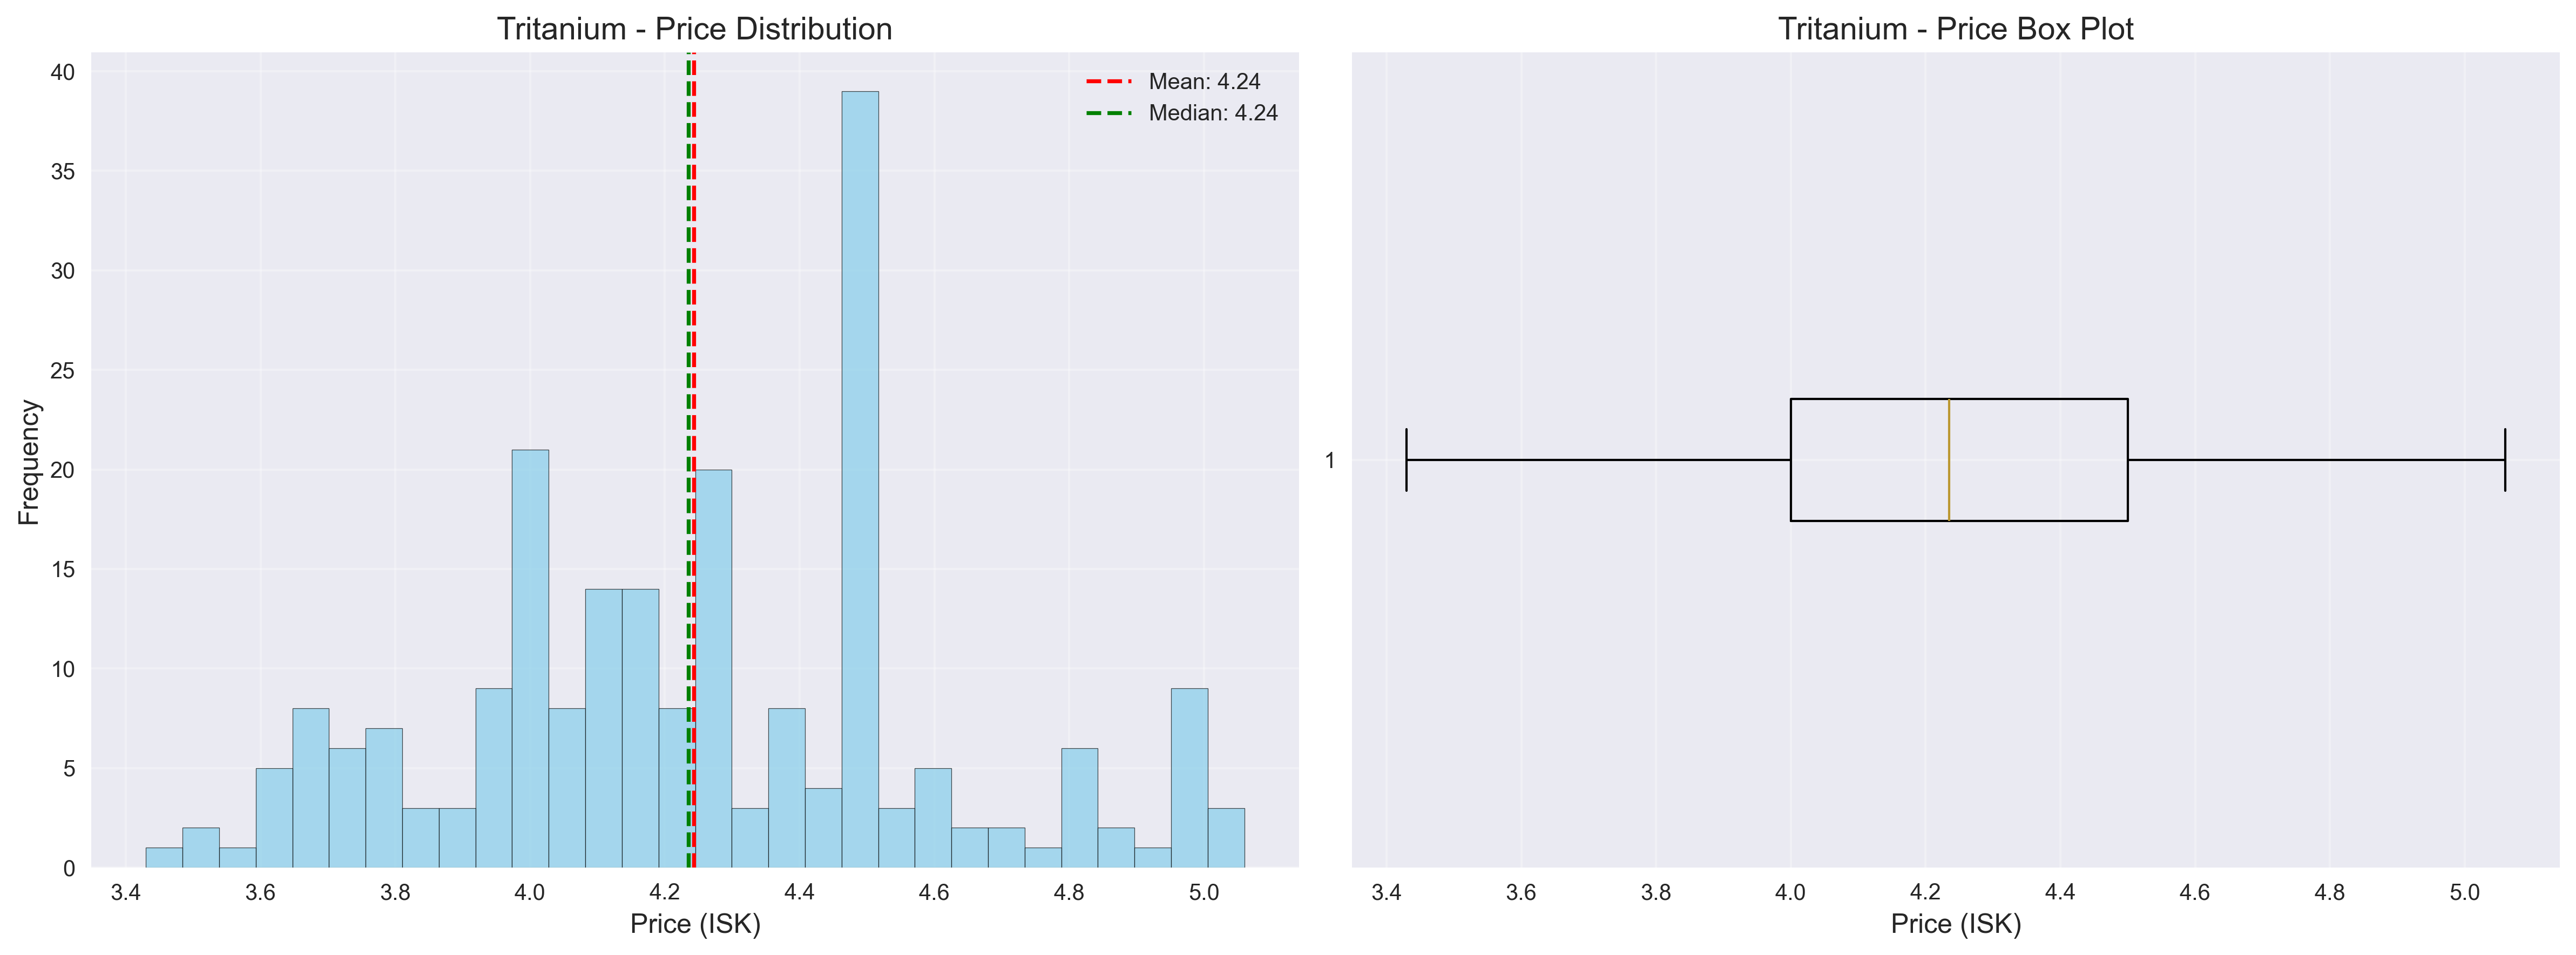 Tritanium - Price Distribution
Mean: 4.24
Median: 4.24
Frequency
40
35
30
25
20
15
10
5
0
3.4 3.6 3.8 4.0 4.2 4.4 4.6 4.8 5.0
Price (ISK)
Tritanium - Price Box Plot
1
3.4 3.6 3.8 4.0 4.2 4.4 4.6 4.8 5.0
Price (ISK)